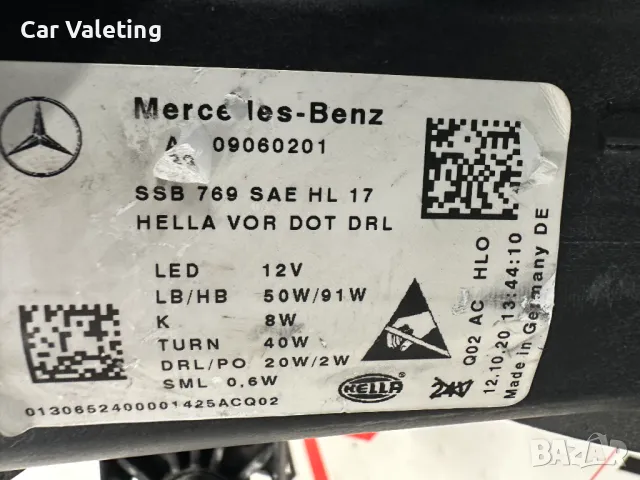 Car Valeting
Merce les-Benz
A 09060201
SSB 769 SAE HL 17
HELLA VOR DOT DRL
LED 12V
LB/HB 50W/91W
K 8W
TURN 40W
DRL/PO 20W/2W
SML 0.6W
HELLA
0130652400001425ACQ02
Q02 AC HLO
12.10.20 13:44:10
Made in Germany DE
BAZAR